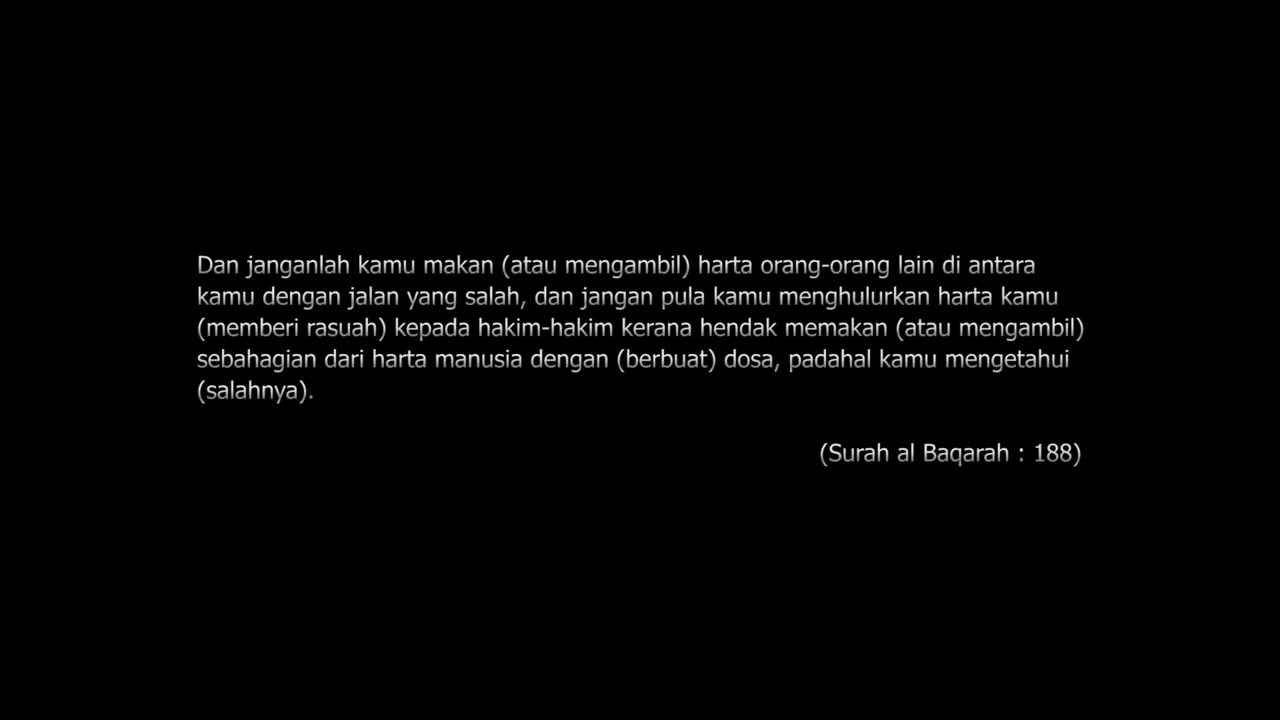 Dan janganlah kamu makan (atau mengambil) harta orang-orang lain di antara
kamu dengan jalan yang salah, dan jangan pula kamu menghulurkan harta kamu
(memberi rasuah) kepada hakim-hakim kerana hendak memakan (atau mengambil)
sebahagian dari harta manusia dengan (berbuat) dosa, padahal kamu mengetahui
(salahnya).
(Surah al Baqarah : 188)